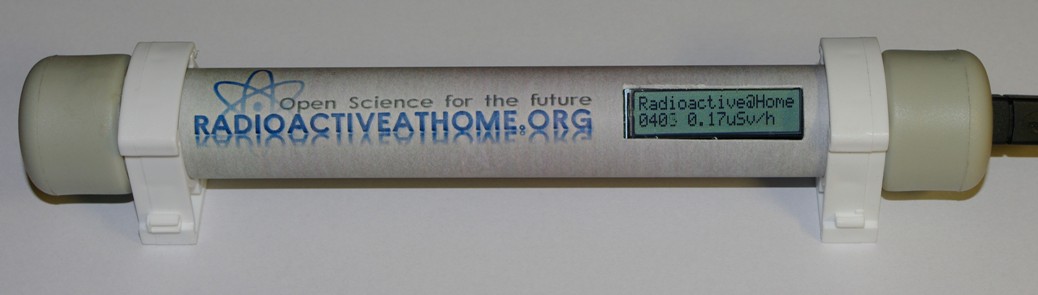 Open Science for the future
RADIOACTIVEATHOME.ORG
Radioactive@Home
0403 0.17uSv/h